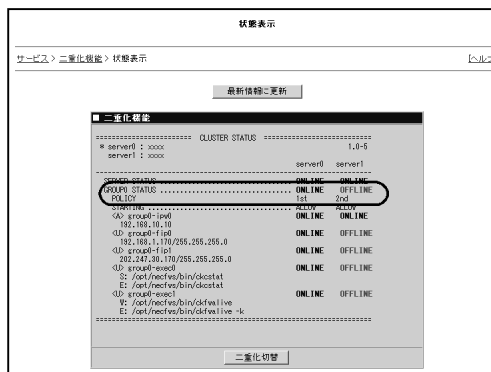 状態表示
サービス > 二重化機能 > 状態表示 [ヘル
最新情報に更新
■ 二重化機能
====================== CLUSTER STATUS =========================
* server0 : xxxx 1.0-5
server1 : xxxx
server0 server1
SERVER STATUS ONLINE ONLINE
GROUP0 STATUS ............................ ONLINE OFFLINE
POLICY 1st 2nd
STARTING ............................... ALLOW ALLOW
<A> group0-ipw0 ONLINE ONLINE
192.168.10.10
<U> group0-fip0 ONLINE OFFLINE
192.168.1.170/255.255.255.0
<U> group0-fip1 ONLINE OFFLINE
202.247.30.170/255.255.255.0
<U> group0-exec0 ONLINE OFFLINE
S: /opt/necfws/bin/ckcstat
E: /opt/necfws/bin/ckcstat
<U> group0-exec1 ONLINE OFFLINE
W: /opt/necfws/bin/ckfwalive
E: /opt/necfws/bin/ckfwalive -k
===============================================================
二重化切替